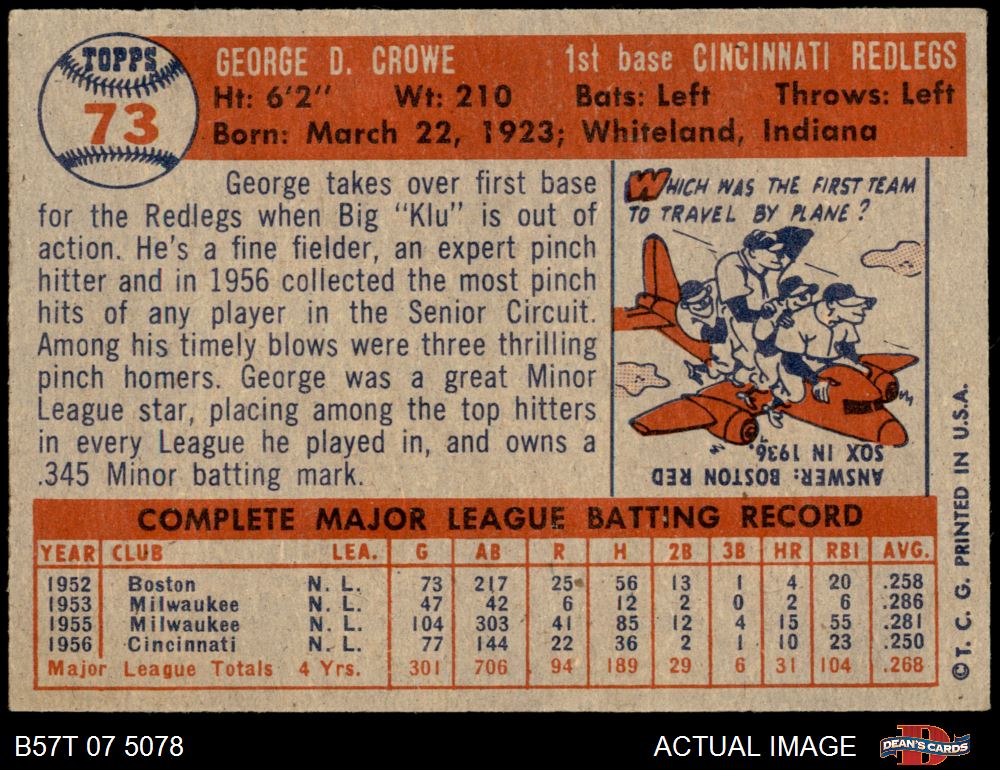 TOPPS
73
GEORGE D. CROWE 1st base CINCINNATI REDLEGS
Ht: 6'2" Wt: 210 Bats: Left Throws: Left
Born: March 22, 1923; Whiteland, Indiana
George takes over first base
for the Redlegs when Big "Klu" is out of
action. He's a fine fielder, an expert pinch
hitter and in 1956 collected the most pinch
hits of any player in the Senior Circuit.
Among his timely blows were three thrilling
pinch homers. George was a great Minor
League star, placing among the top hitters
in every League he played in, and owns a
.345 Minor batting mark.
WHICH WAS THE FIRST TEAM
TO TRAVEL BY PLANE?
ANSWER: BOSTON RED
SOX IN 1936.
COMPLETE MAJOR LEAGUE BATTING RECORD
YEAR CLUB LEA. G AB R H 2B 3B HR RBI AVG.
1952 Boston N. L. 73 217 25 56 13 1 4 20 .258
1953 Milwaukee N. L. 47 42 6 12 2 0 2 6 .286
1955 Milwaukee N. L. 104 303 41 85 12 4 15 55 .281
1956 Cincinnati N. L. 77 144 22 36 2 1 10 23 .250
Major League Totals 4 Yrs. 301 706 94 189 29 6 31 104 .268
©T. C. G. PRINTED IN U.S.A.
B57T 07 5078 ACTUAL IMAGE
D
DEAN'S CARDS